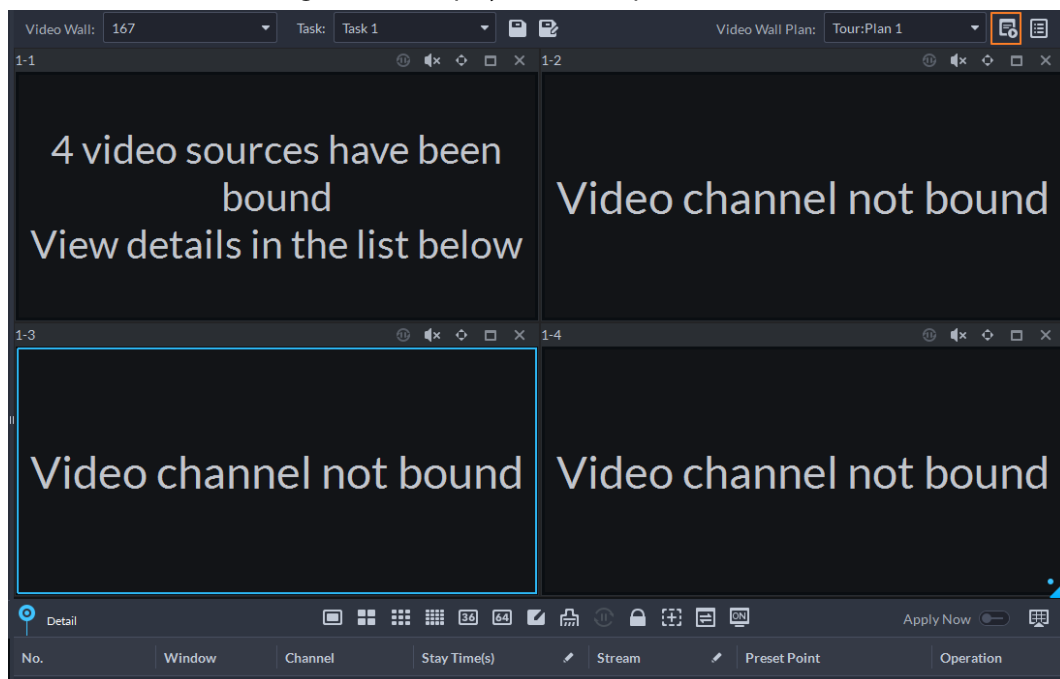 Video Wall: 167 Task: Task 1 Video Wall Plan: Tour:Plan 1
1-1 1-2
4 video sources have been
bound
View details in the list below
Video channel not bound
1-3 1-4
Video channel not bound
Video channel not bound
Detail 36 64 ON Apply Now
No. Window Channel Stay Time(s) Stream Preset Point Operation